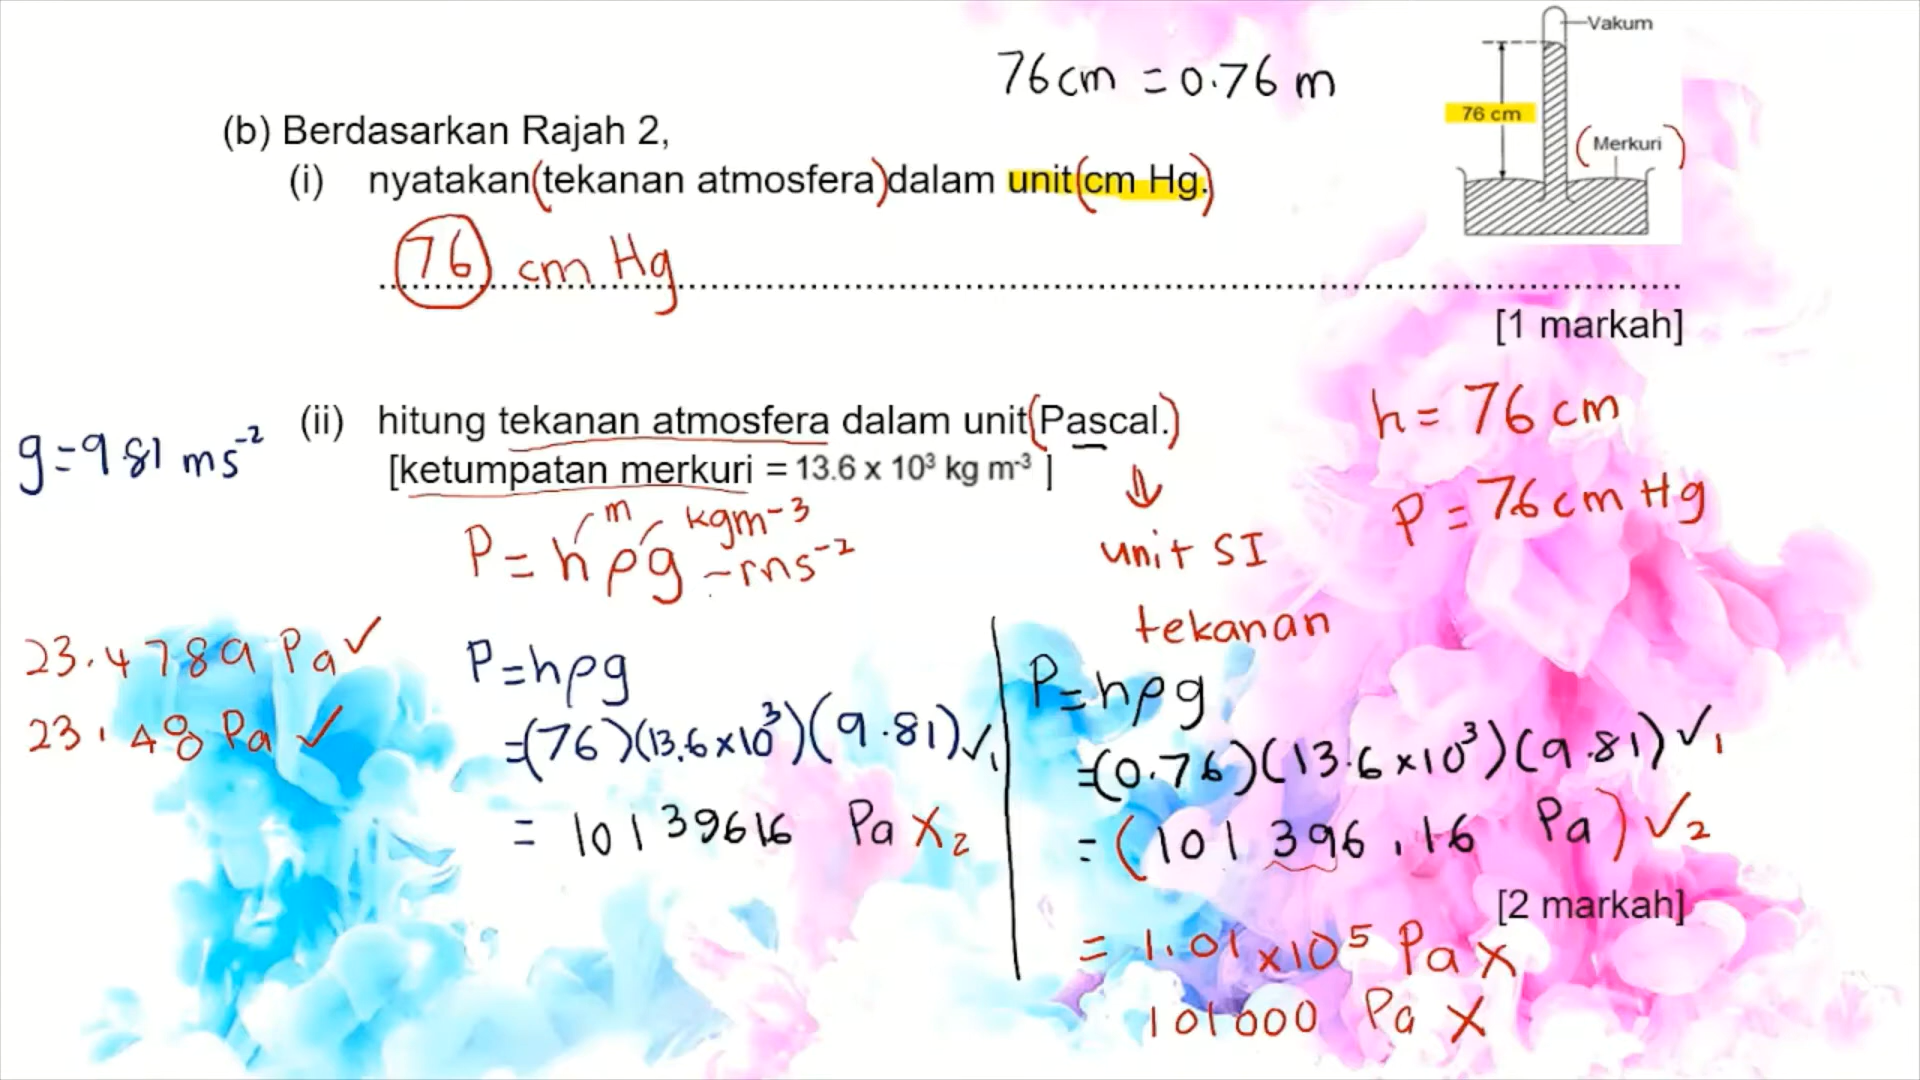 76 cm = 0.76 m
Vakum
76 cm
(Merkuri)
(b) Berdasarkan Rajah 2,
(i) nyatakan (tekanan atmosfera) dalam unit (cm Hg.)
76 cm Hg
[1 markah]
g = 9.81 ms⁻²
(ii) hitung tekanan atmosfera dalam unit (Pascal.)
[ketumpatan merkuri = 13.6 x 10³ kg m⁻³ ]
h = 76 cm
P = 76 cm Hg
unit SI
tekanan
m kgm⁻³
P = hρg – ms⁻²
23.4789 Pa ✓
23.48 Pa ✓
P = hρg
= (76)(13.6 × 10³)(9.81) ✓1
= 10139616 Pa X2
P = hρg
= (0.76)(13.6 × 10³)(9.81) ✓1
= (101 396.16 Pa) ✓2
[2 markah]
= 1.01 × 10⁵ Pa X
101000 Pa X